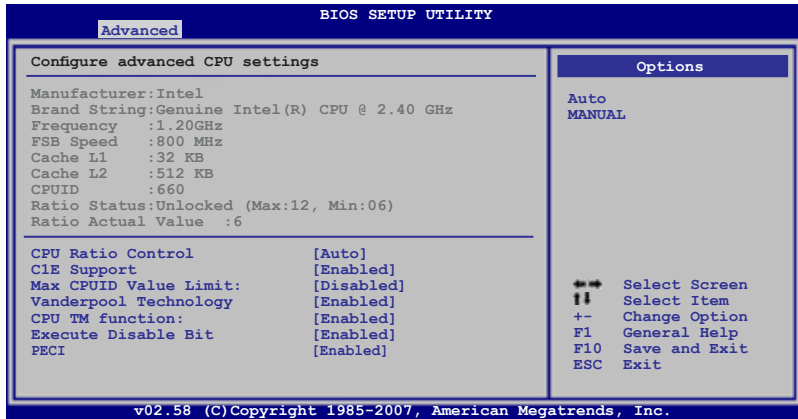 BIOS SETUP UTILITY
Advanced
Configure advanced CPU settings
Manufacturer:Intel
Brand String:Genuine Intel(R) CPU @ 2.40 GHz
Frequency :1.20GHz
FSB Speed :800 MHz
Cache L1 :32 KB
Cache L2 :512 KB
CPUID :660
Ratio Status:Unlocked (Max:12, Min:06)
Ratio Actual Value :6
CPU Ratio Control [Auto]
C1E Support [Enabled]
Max CPUID Value Limit: [Disabled]
Vanderpool Technology [Enabled]
CPU TM function: [Enabled]
Execute Disable Bit [Enabled]
PECI [Enabled]
Options
Auto
MANUAL
Select Screen
Select Item
+- Change Option
F1 General Help
F10 Save and Exit
ESC Exit
v02.58 (C)Copyright 1985-2007, American Megatrends, Inc.